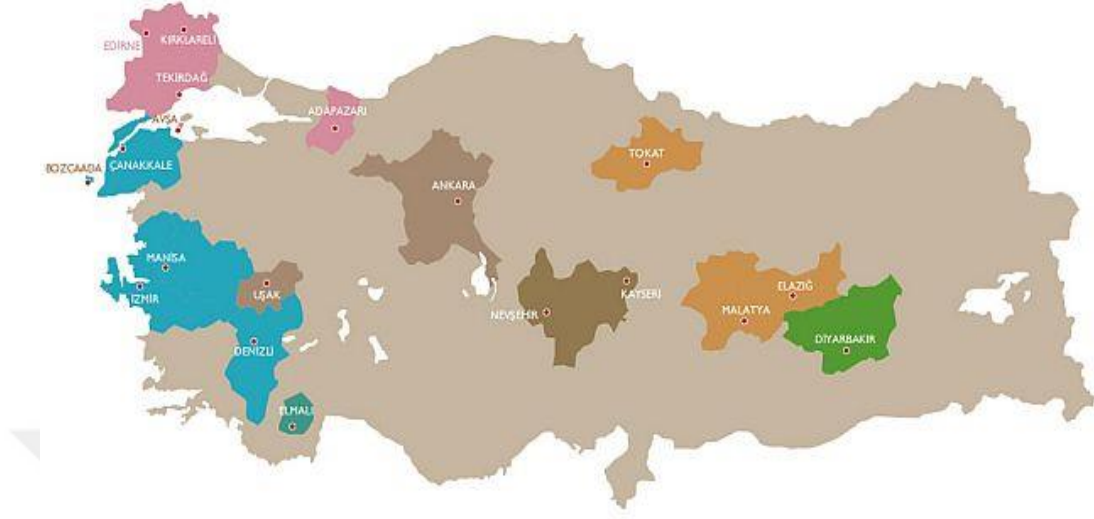 EDİRNE
KIRKLARELİ
TEKİRDAĞ
AVŞA
ADAPAZARI
BOZCAADA
ÇANAKKALE
TOKAT
ANKARA
MANİSA
İZMİR
UŞAK
KAYSERİ
NEVŞEHİR
ELAZIĞ
MALATYA
DİYARBAKIR
DENİZLİ
ELMALI